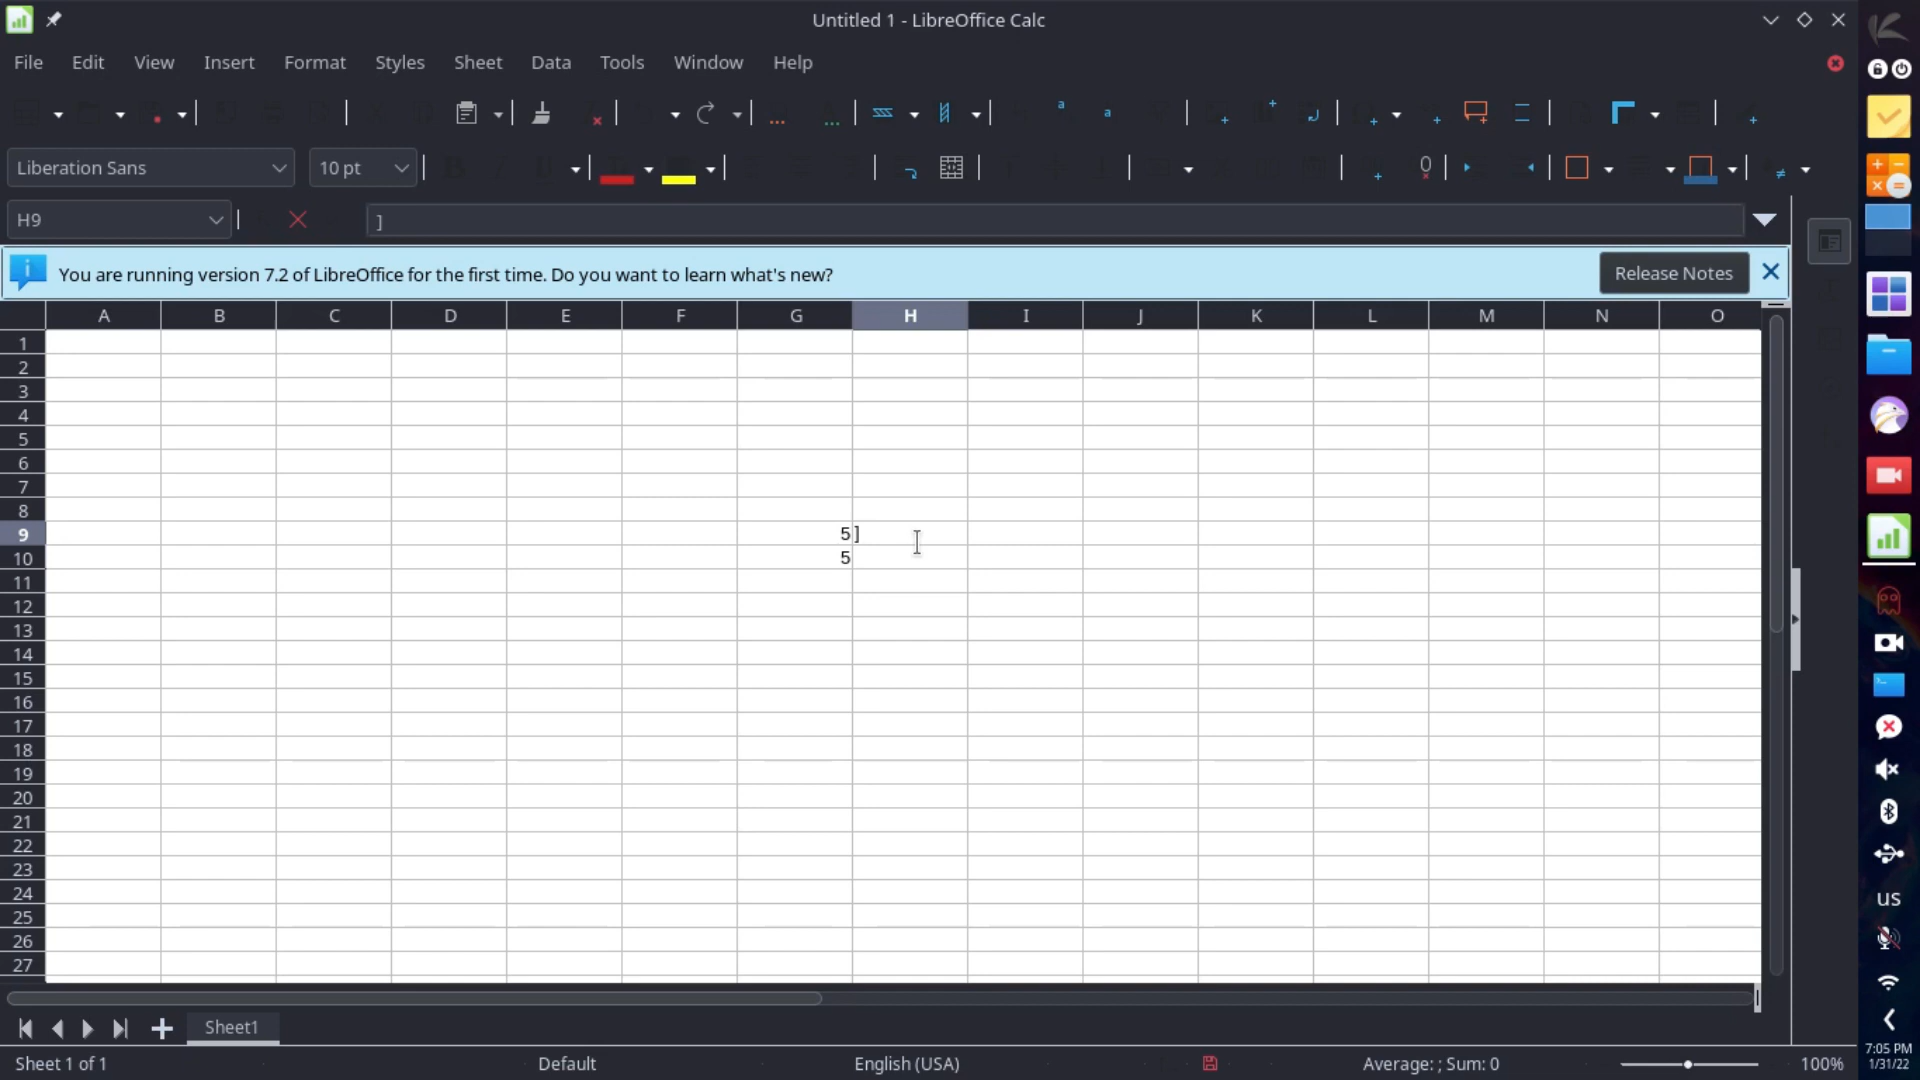 Untitled 1 - LibreOffice Calc
File Edit View Insert Format Styles Sheet Data Tools Window Help
Liberation Sans 10 pt
H9 ]
You are running version 7.2 of LibreOffice for the first time. Do you want to learn what's new? Release Notes
A B C D E F G H I J K L M N O
1
2
3
4
5
6
7
8
9 5 ]
10 5
11
12
13
14
15
16
17
18
19
20
21
22
23
24
25
26
27
Sheet1
Sheet 1 of 1 Default English (USA) Average: ; Sum: 0 100%
US
7:05 PM
1/31/22